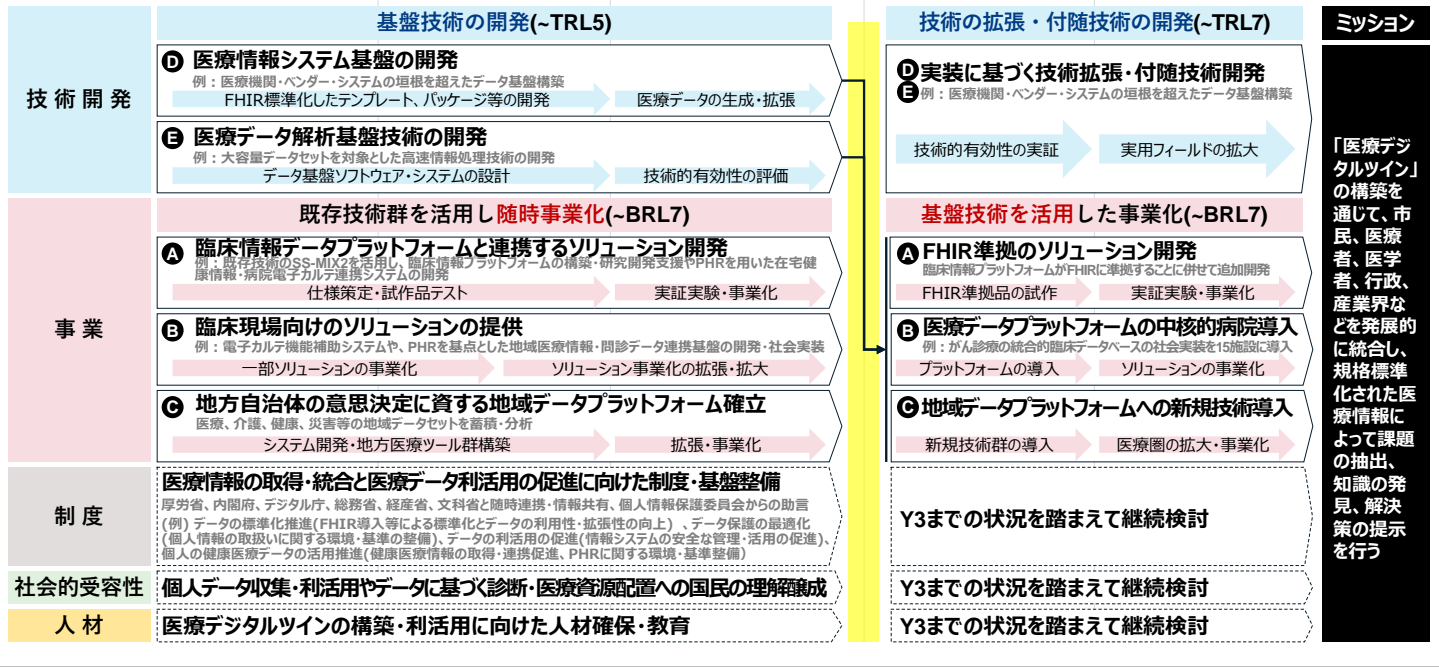 基盤技術の開発(~TRL5)
技術の拡張・付随技術の開発(~TRL7)
ミッション
技術開発
D 医療情報システム基盤の開発
例：医療機関・ベンダー・システムの垣根を超えたデータ基盤構築
FHIR標準化したテンプレート、パッケージ等の開発
医療データの生成・拡張
E 医療データ解析基盤技術の開発
例：大容量データセットを対象とした高速情報処理技術の開発
データ基盤ソフトウェア・システムの設計
技術的有効性の評価
D 実装に基づく技術拡張・付随技術開発
E 例：医療機関・ベンダー・システムの垣根を超えたデータ基盤構築
技術的有効性の実証
実用フィールドの拡大
事業
既存技術群を活用し随時事業化(~BRL7)
基盤技術を活用した事業化(~BRL7)
A 臨床情報データプラットフォームと連携するソリューション開発
例：既存技術のSS-MIX2を活用し、臨床情報プラットフォームの構築・研究開発支援やPHRを用いた在宅健
康情報・病院電子カルテ連携システムの開発
仕様策定・試作品テスト
実証実験・事業化
A FHIR準拠のソリューション開発
臨床情報プラットフォームがFHIRに準拠することに併せて追加開発
FHIR準拠品の試作
実証実験・事業化
B 臨床現場向けのソリューションの提供
例：電子カルテ機能補助システムや、PHRを基点とした地域医療情報・問診データ連携基盤の開発・社会実装
一部ソリューションの事業化
ソリューション事業化の拡張・拡大
B 医療データプラットフォームの中核的病院導入
例：がん診療の統合的臨床データベースの社会実装を15施設に導入
プラットフォームの導入
ソリューションの事業化
C 地方自治体の意思決定に資する地域データプラットフォーム確立
医療、介護、健康、災害等の地域データセットを蓄積・分析
システム開発・地方医療ツール群構築
拡張・事業化
C 地域データプラットフォームへの新規技術導入
新規技術群の導入
医療圏の拡大・事業化
制度
医療情報の取得・統合と医療データ利活用の促進に向けた制度・基盤整備
厚労省、内閣府、デジタル庁、総務省、経産省、文科省と随時連携・情報共有、個人情報保護委員会からの助言
(例) データの標準化推進(FHIR導入等による標準化とデータの利用性・拡張性の向上) 、データ保護の最適化
(個人情報の取扱いに関する環境・基準の整備)、データの利活用の促進(情報システムの安全な管理・活用の促進)、
個人の健康医療データの活用推進(健康医療情報の取得・連携促進、PHRに関する環境・基準整備）
Y3までの状況を踏まえて継続検討
社会的受容性
個人データ収集・利活用やデータに基づく診断・医療資源配置への国民の理解醸成
Y3までの状況を踏まえて継続検討
人材
医療デジタルツインの構築・利活用に向けた人材確保・教育
Y3までの状況を踏まえて継続検討
「医療デジ
タルツイン」
の構築を
通じて、市
民、医療
者、医学
者、行政、
産業界な
どを発展的
に統合し、
規格標準
化された医
療情報に
よって課題
の抽出、
知識の発
見、解決
策の提示
を行う